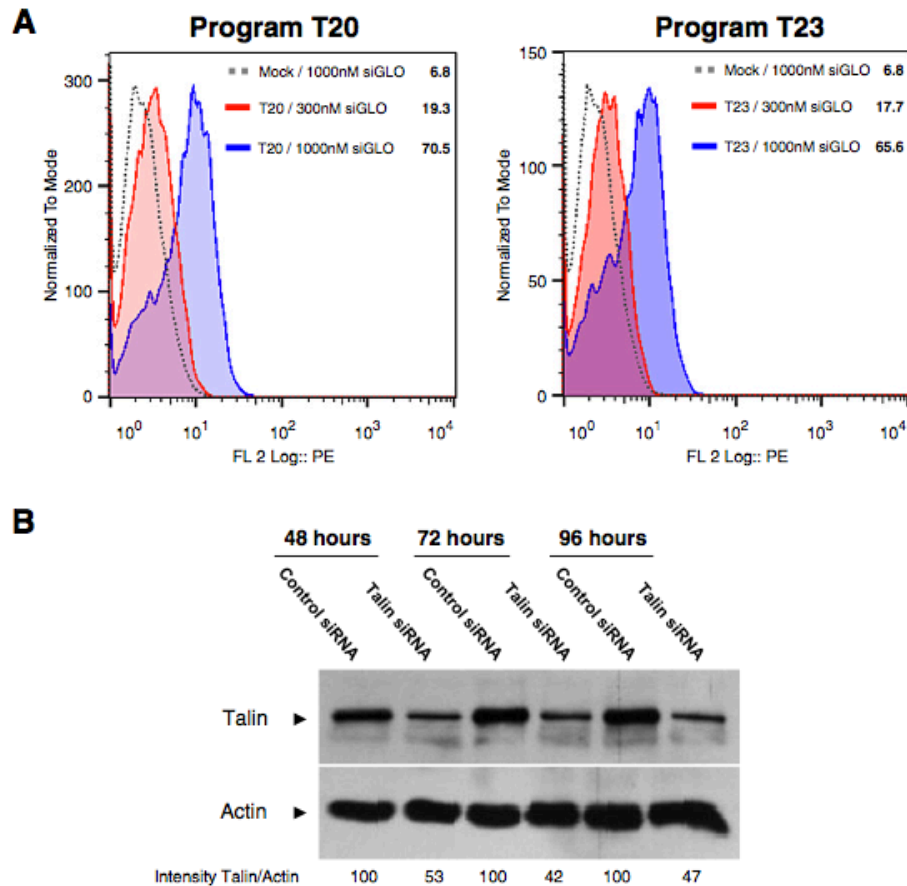 A
Program T20
Normalized To Mode
300
200
100
0
Mock / 1000nM siGLO 6.8
T20 / 300nM siGLO 19.3
T20 / 1000nM siGLO 70.5
10^0 10^1 10^2 10^3 10^4
FL 2 Log:: PE
Program T23
Normalized To Mode
150
100
50
0
Mock / 1000nM siGLO 6.8
T23 / 300nM siGLO 17.7
T23 / 1000nM siGLO 65.6
10^0 10^1 10^2 10^3 10^4
FL 2 Log:: PE
B
48 hours 72 hours 96 hours
Control siRNA
Talin siRNA
Control siRNA
Talin siRNA
Control siRNA
Talin siRNA
Talin
Actin
Intensity Talin/Actin 100 53 100 42 100 47